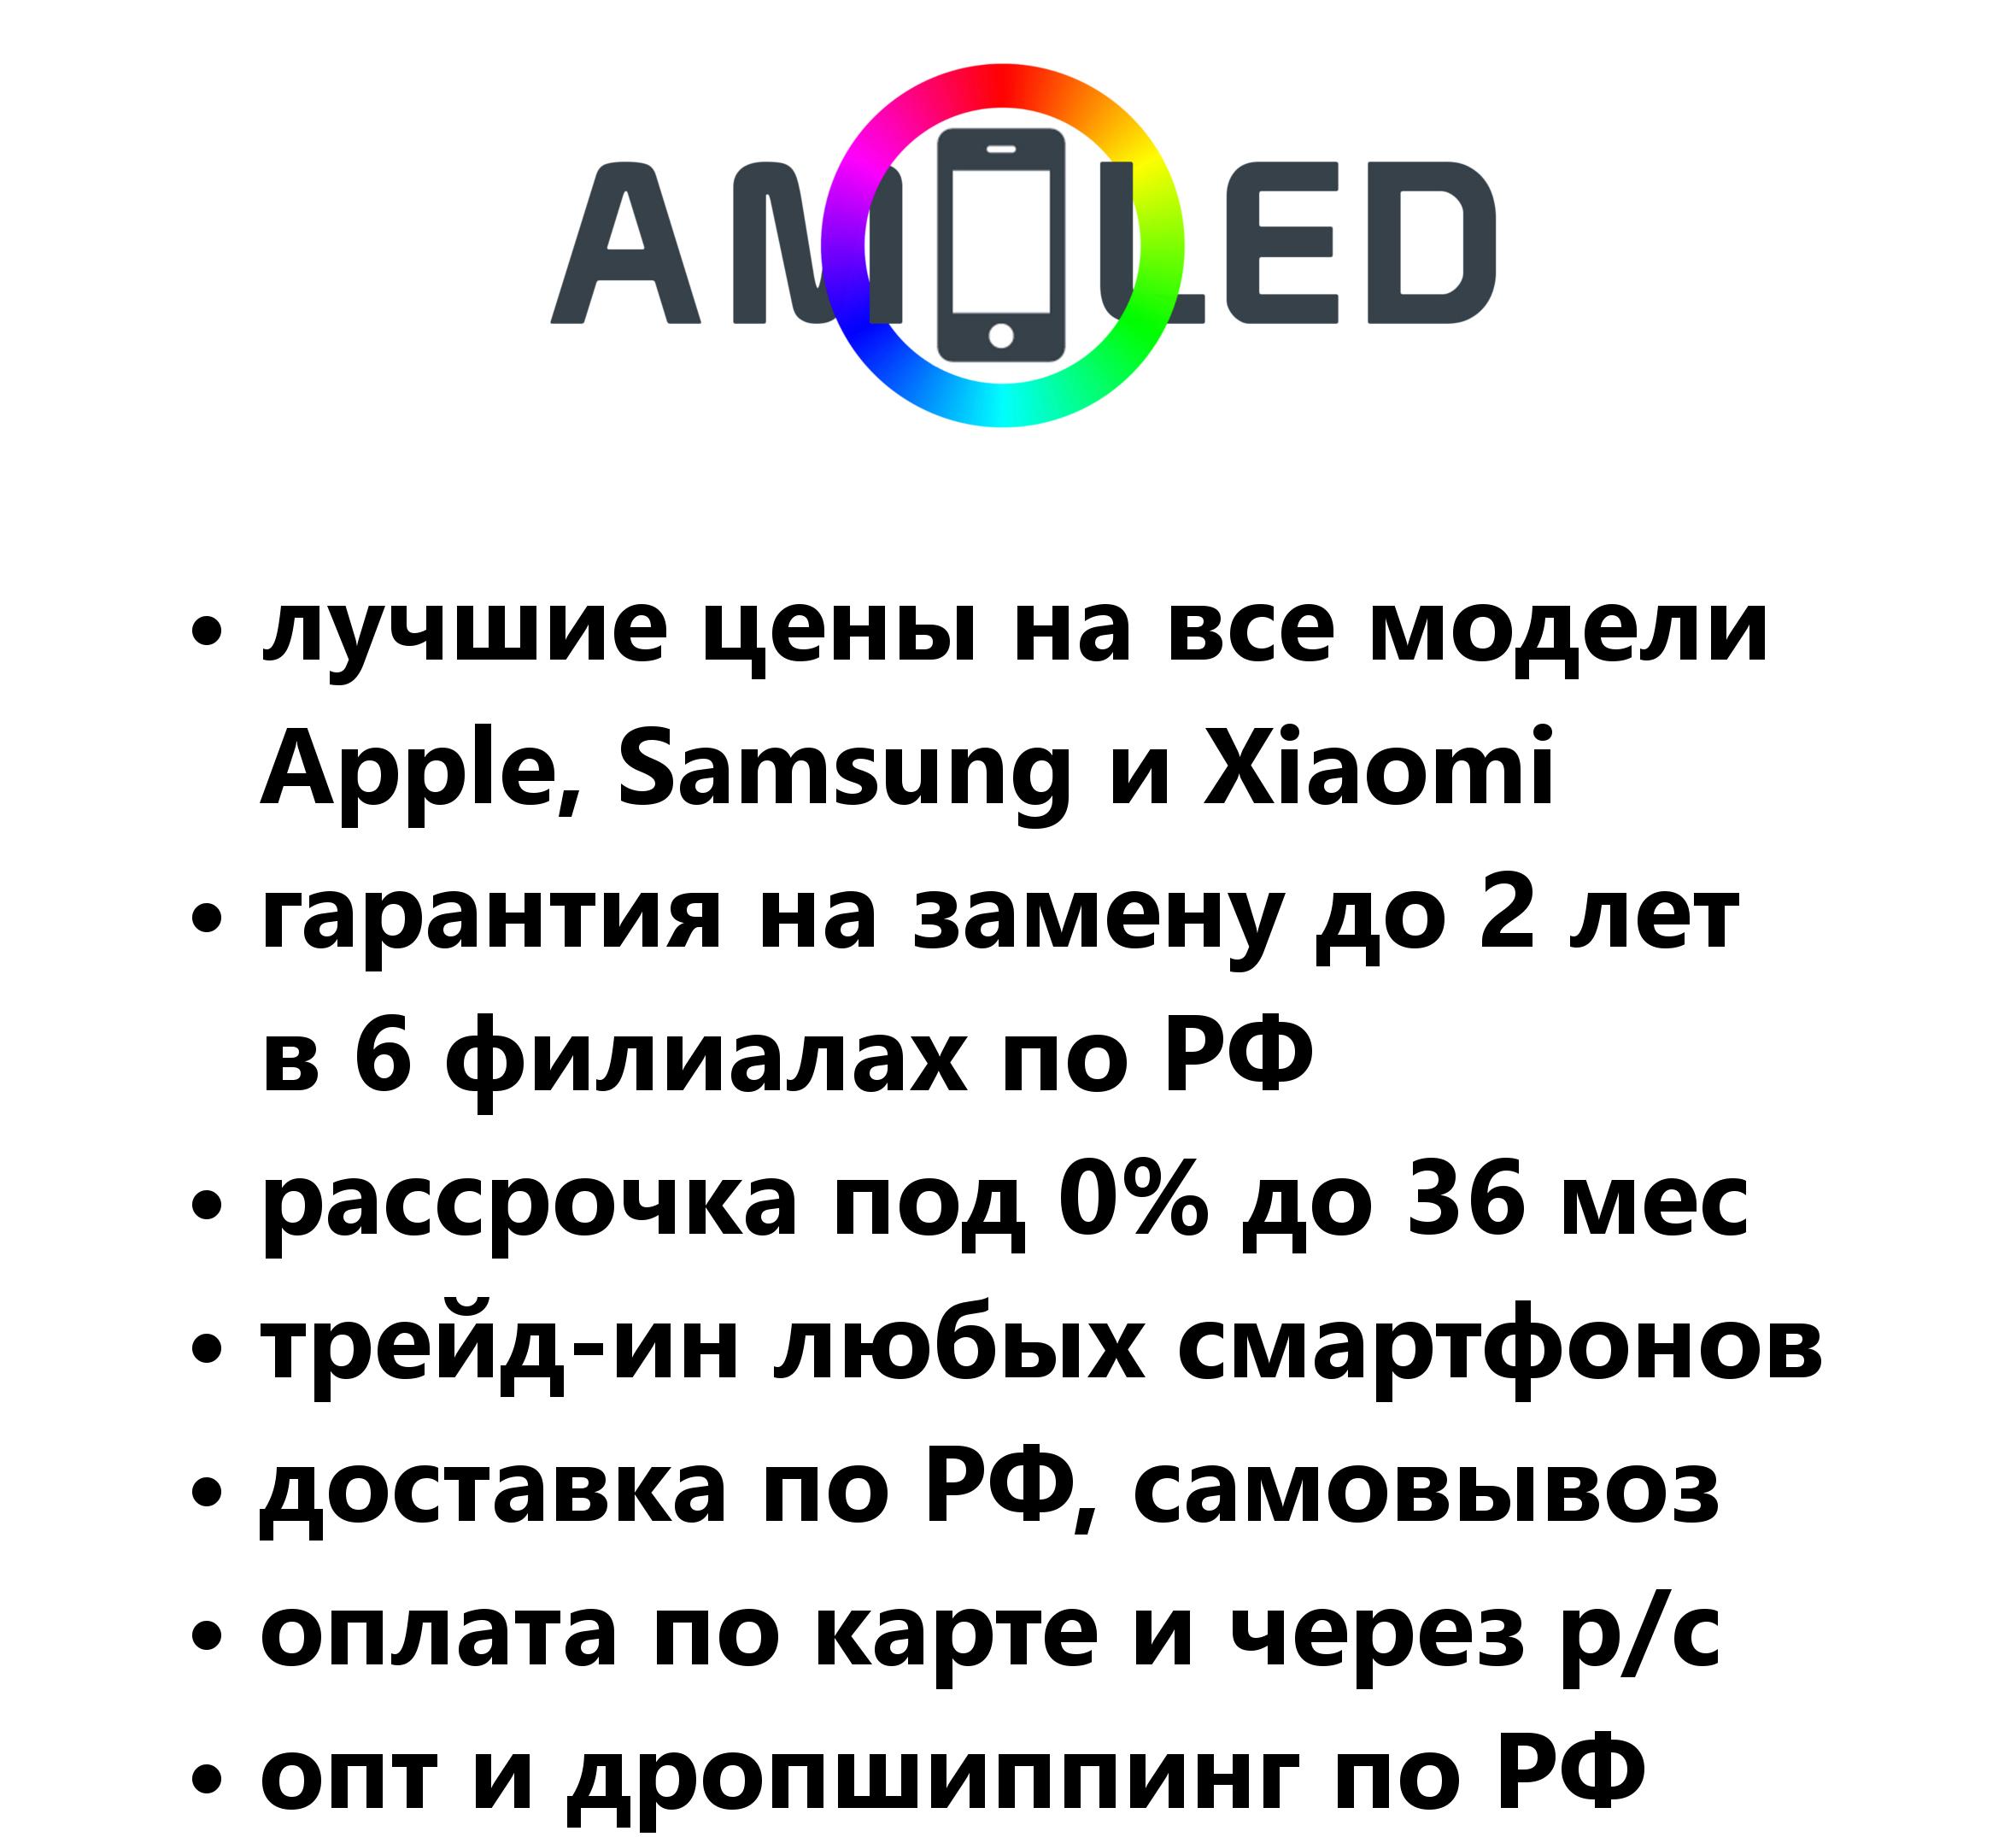 AMOLED
• лучшие цены на все модели
Apple, Samsung и Xiaomi
• гарантия на замену до 2 лет
в 6 филиалах по РФ
• рассрочка под 0% до 36 мес
• трейд-ин любых смартфонов
• доставка по РФ, самовывоз
• оплата по карте и через р/с
• опт и дропшиппинг по РФ